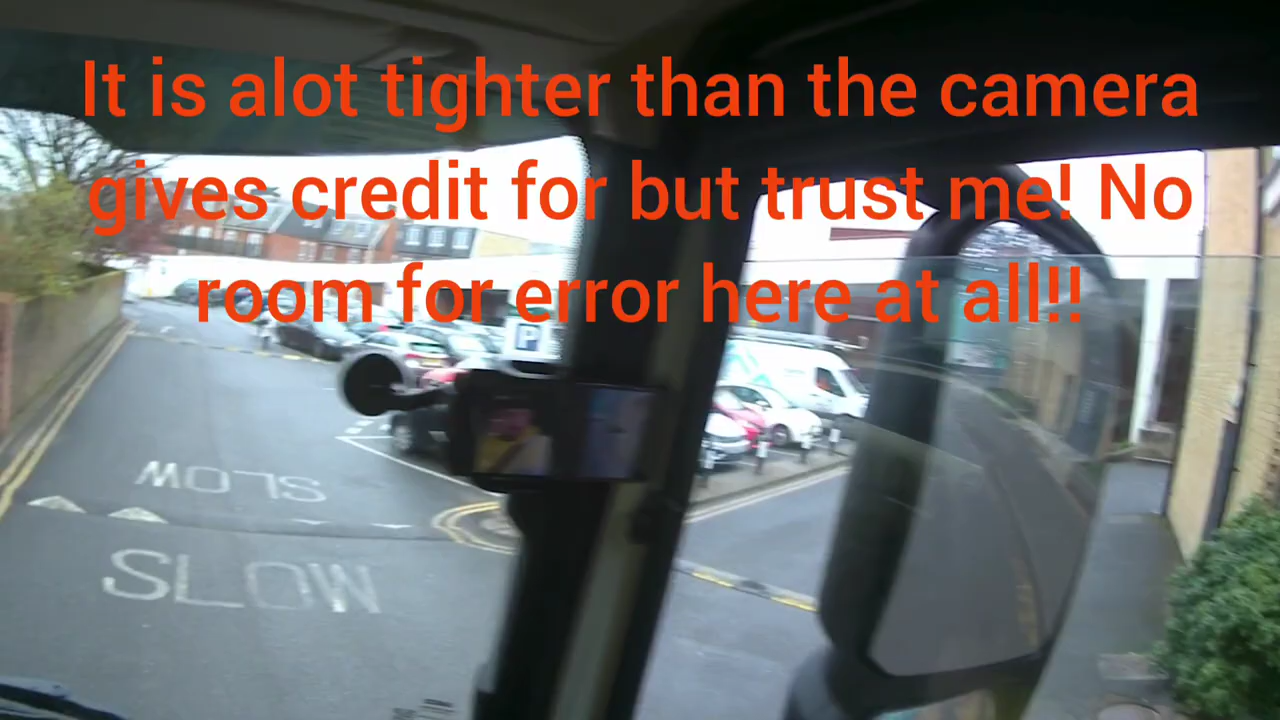 It is alot tighter than the camera
gives credit for but trust me! No
room for error here at all!!
P
SLOW
SLOW